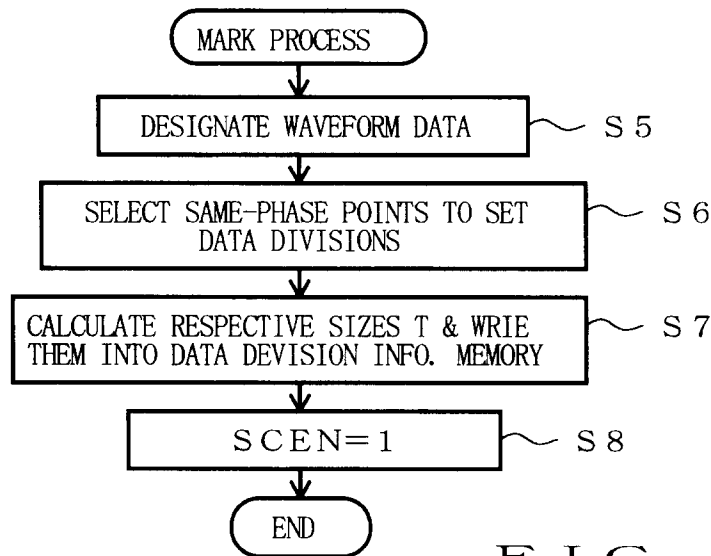 MARK PROCESS
DESIGNATE WAVEFORM DATA
S5
SELECT SAME-PHASE POINTS TO SET
DATA DIVISIONS
S6
CALCULATE RESPECTIVE SIZES T & WRIE
THEM INTO DATA DEVISION INFO. MEMORY
S7
SCEN=1
S8
END